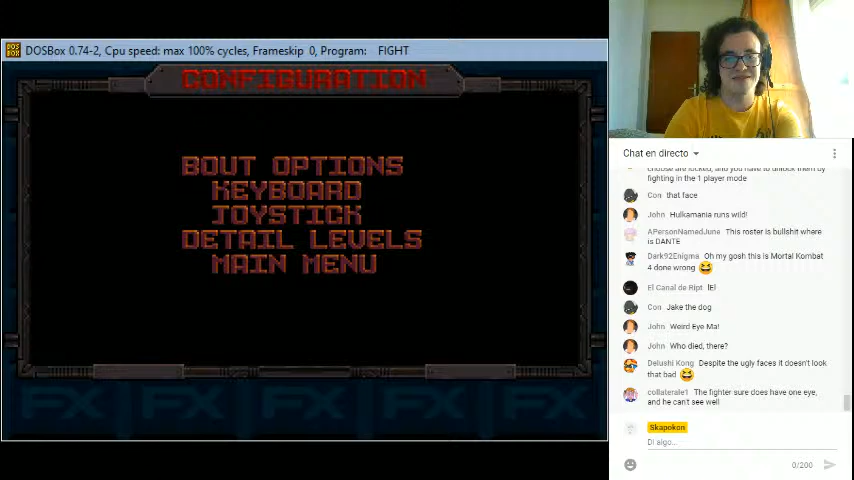 DOSBox 0.74-2, Cpu speed: max 100% cycles, Frameskip 0, Program: FIGHT
CONFIGURATION
BOUT OPTIONS
KEYBOARD
JOYSTICK
DETAIL LEVELS
MAIN MENU
FX FX FX FX FX
Chat en directo
choose are locked, and you have to unlock them by
fighting in the 1 player mode
Con that face
John Hulkamania runs wild!
APersonNamedJune This roster is bullshit where
is DANTE
Dark92Enigma Oh my gosh this is Mortal Kombat
4 done wrong
El Canal de Ript lEl
Con Jake the dog
John Weird Eye Ma!
John Who died, there?
Delushi Kong Despite the ugly faces it doesn't look
that bad
collaterale1 The fighter sure does have one eye,
and he can't see well
Skapokon
Di algo...
0/200